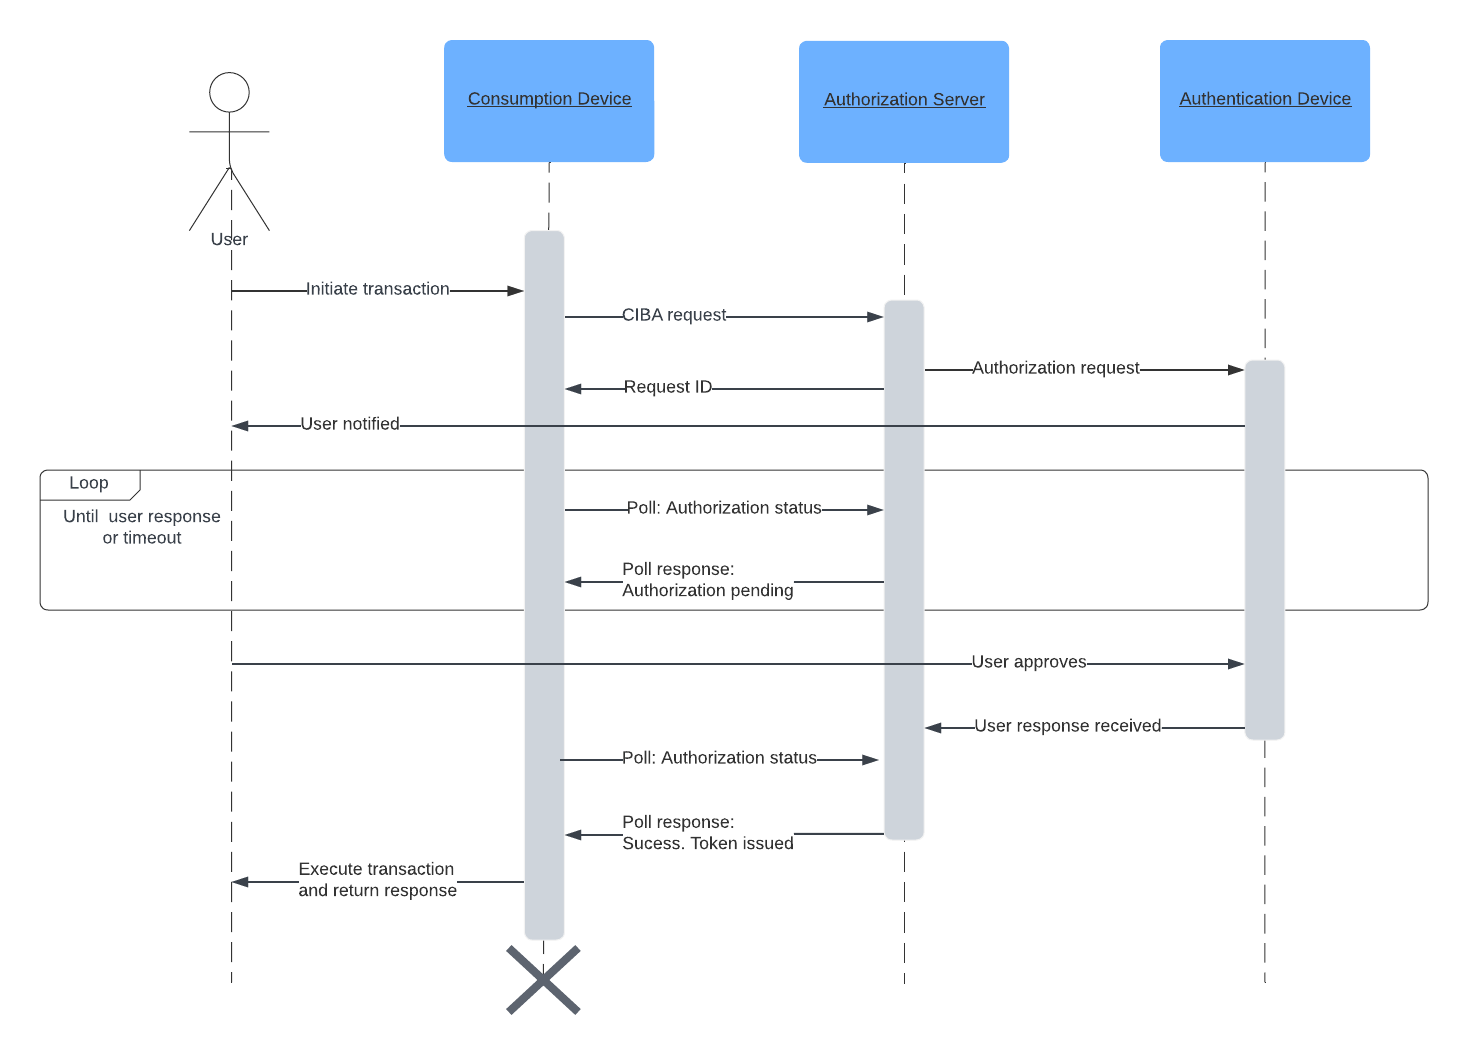 Consumption Device
Authorization Server
Authentication Device
User
Initiate transaction
CIBA request
Authorization request
Request ID
User notified
Loop
Until  user response
or timeout
Poll: Authorization status
Poll response:
Authorization pending
User approves
User response received
Poll: Authorization status
Poll response:
Sucess. Token issued
Execute transaction
and return response